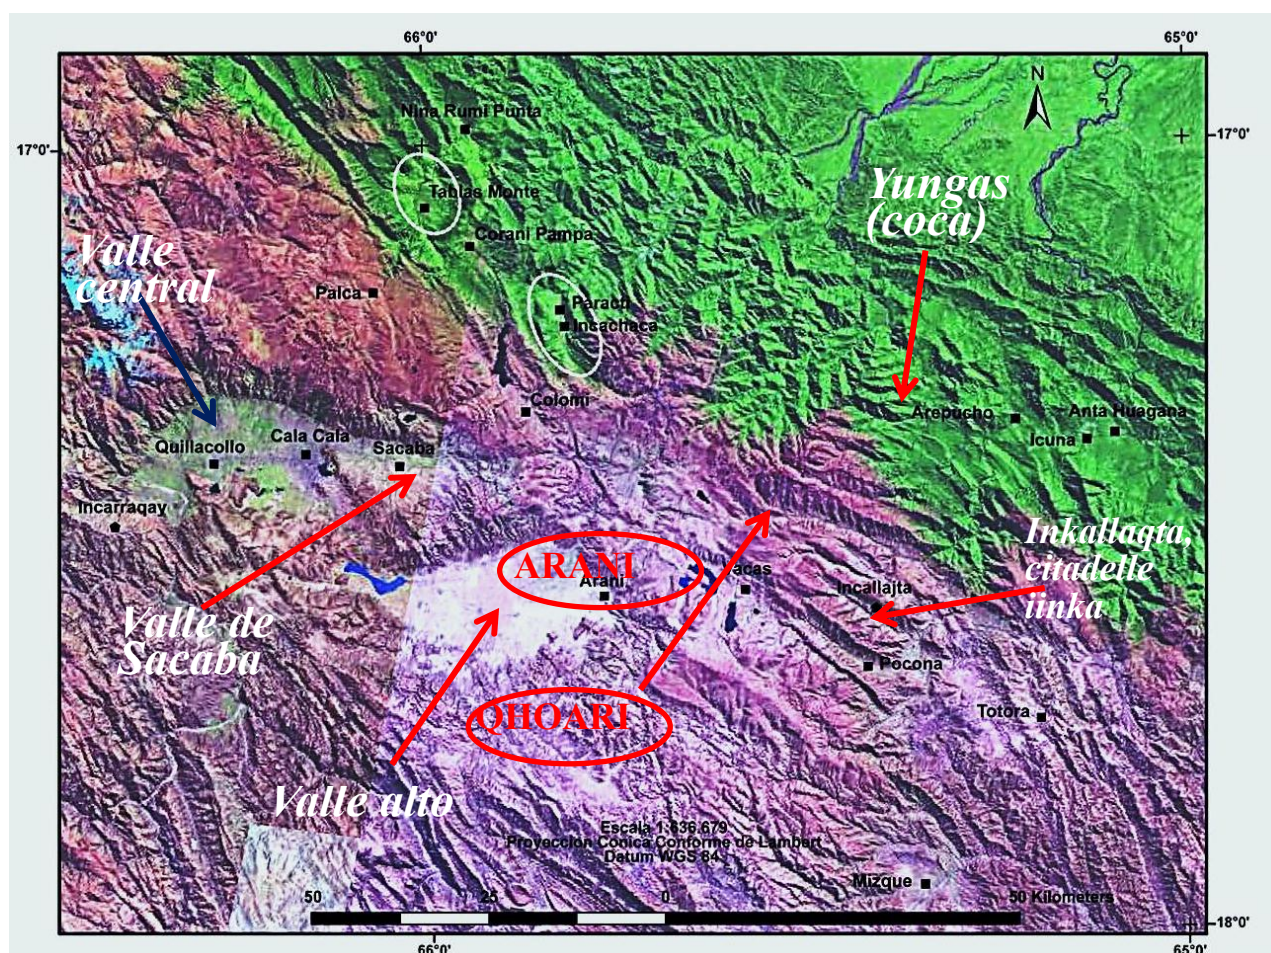 66°0'
65°0'
N
Nina Rumi Punta
17°0'
17°0'
Tablas Monte
Yungas
(coca)
Corani Pampa
Valle
central
Palca
Parach
Incachaca
Colomi
Arepucho
Anta Huagana
Icuna
Quillacollo
Cala Cala
Sacaba
Incarraqay
Inkallaqta,
citadelle
iinka
ARANI
Arani
acas
Incallajta
Valle de
Sacaba
Pocona
QHOARI
Totora
Valle alto
Escala 1:636.679
Proyección Cónica Conforme de Lambert
Datum WGS 84
Mizque
50
25
0
50 Kilometers
18°0'
66°0'
65°0'